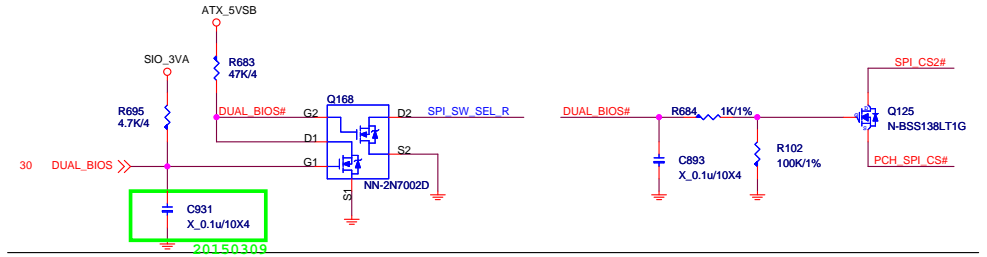 ATX_5VSB
SIO_3VA
R683
47K/4
SPI_CS2#
R695
4.7K/4
Q168
DUAL_BIOS#
G2
D2
SPI_SW_SEL_R
DUAL_BIOS#
R684
1K/1%
Q125
N-BSS138LT1G
D1
G1
S2
30
DUAL_BIOS
C893
X_0.1u/10X4
R102
100K/1%
PCH_SPI_CS#
NN-2N7002D
S1
C931
X_0.1u/10X4
20150309